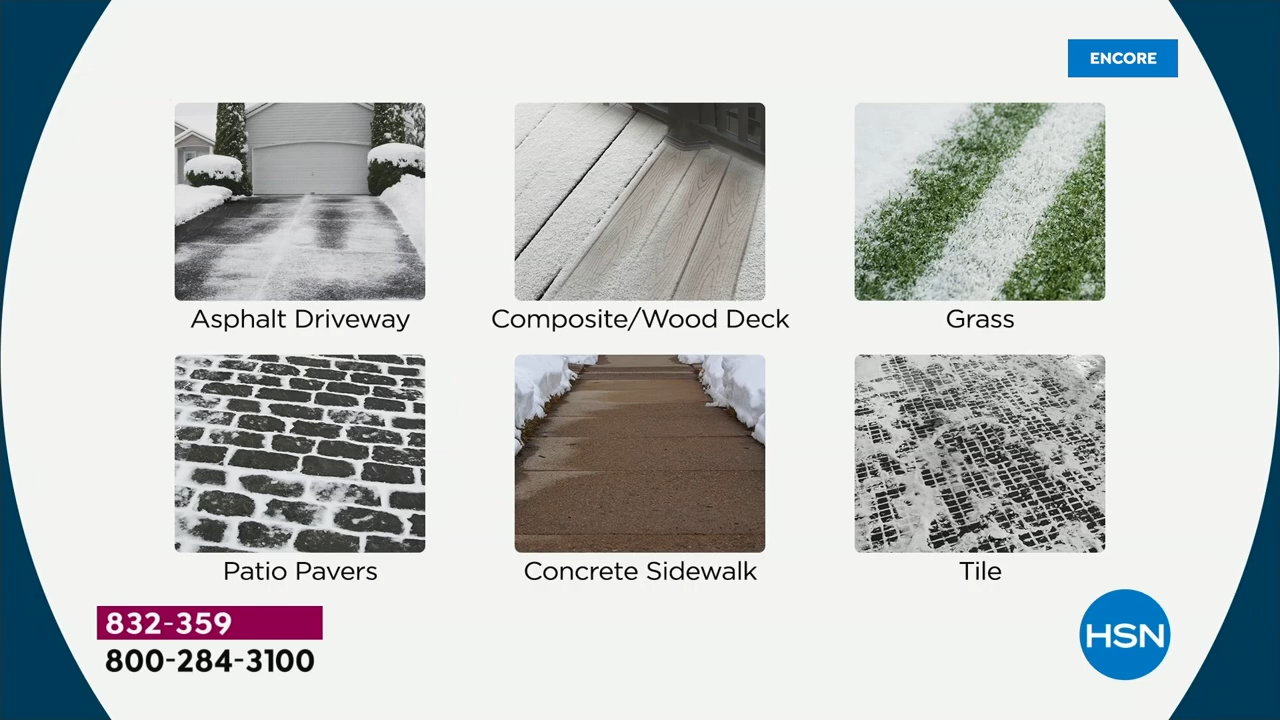 ENCORE
Asphalt Driveway
Composite/Wood Deck
Grass
Patio Pavers
Concrete Sidewalk
Tile
832-359
800-284-3100
HSN